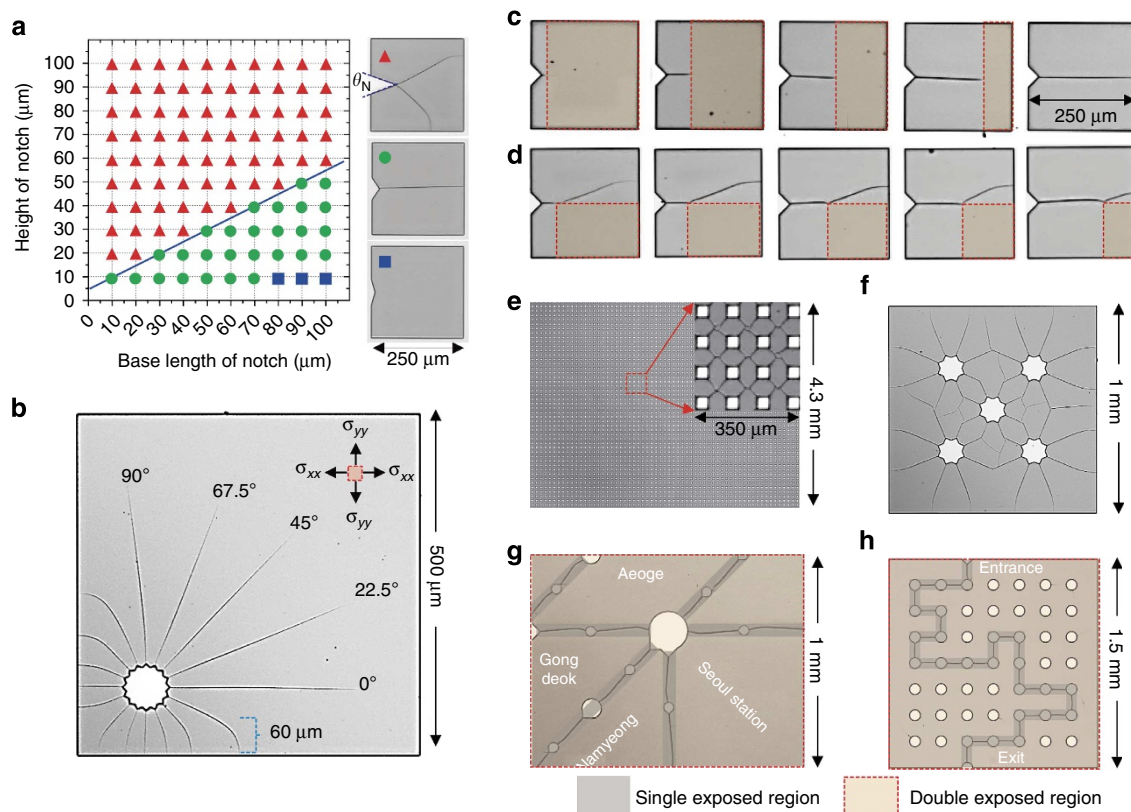 a
100
90
80
70
60
50
40
30
20
10
0
Height of notch (μm)
0 10 20 30 40 50 60 70 80 90 100
Base length of notch (μm)
θN
250 μm
b
90°
67.5°
45°
22.5°
0°
σyy
σxx σxx
σyy
60 μm
500 μm
c
250 μm
d
e
350 μm
4.3 mm
f
1 mm
g
Aeoge
Gong
deok
Namyeong
Seoul station
1 mm
h
Entrance
Exit
1.5 mm
Single exposed region
Double exposed region